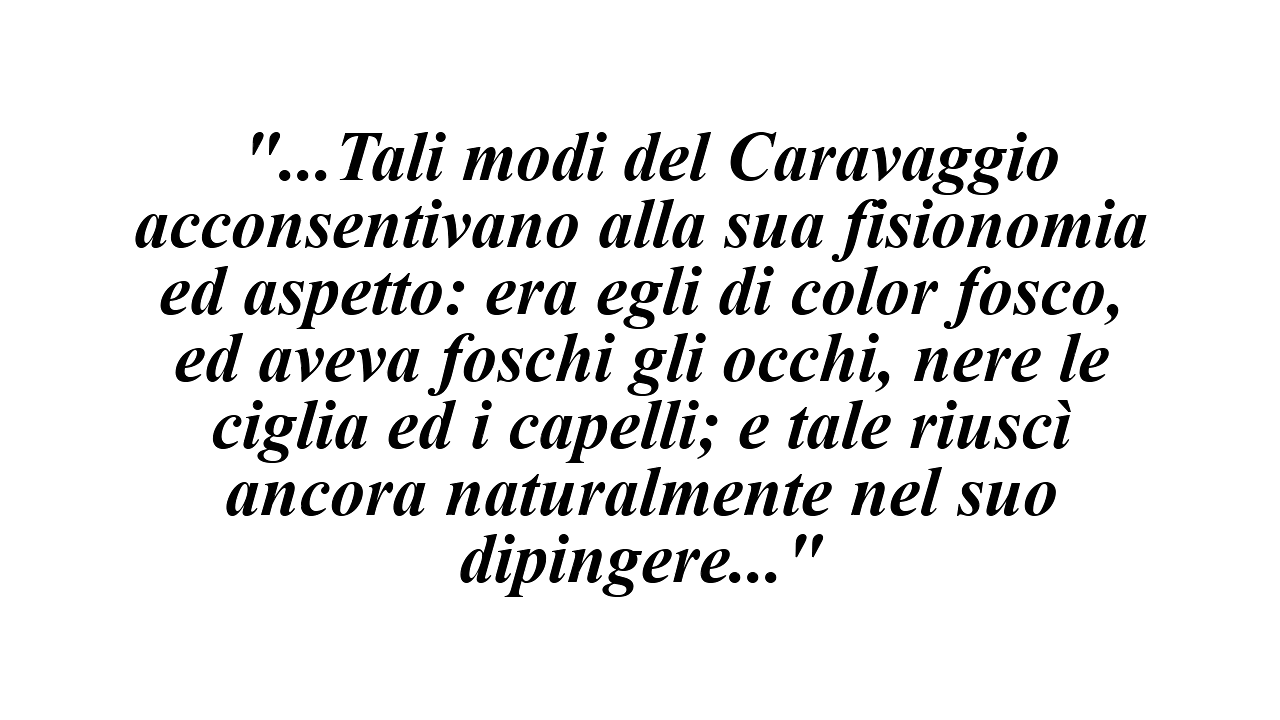 "...Tali modi del Caravaggio
acconsentivano alla sua fisionomia
ed aspetto: era egli di color fosco,
ed aveva foschi gli occhi, nere le
ciglia ed i capelli; e tale riuscì
ancora naturalmente nel suo
dipingere..."